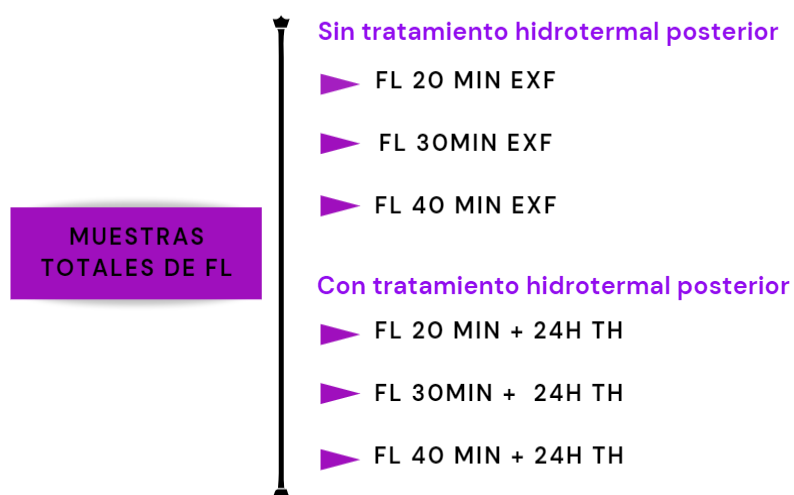 MUESTRAS
TOTALES DE FL
Sin tratamiento hidrotermal posterior
FL 20 MIN EXF
FL 30MIN EXF
FL 40 MIN EXF
Con tratamiento hidrotermal posterior
FL 20 MIN + 24H TH
FL 30MIN + 24H TH
FL 40 MIN + 24H TH